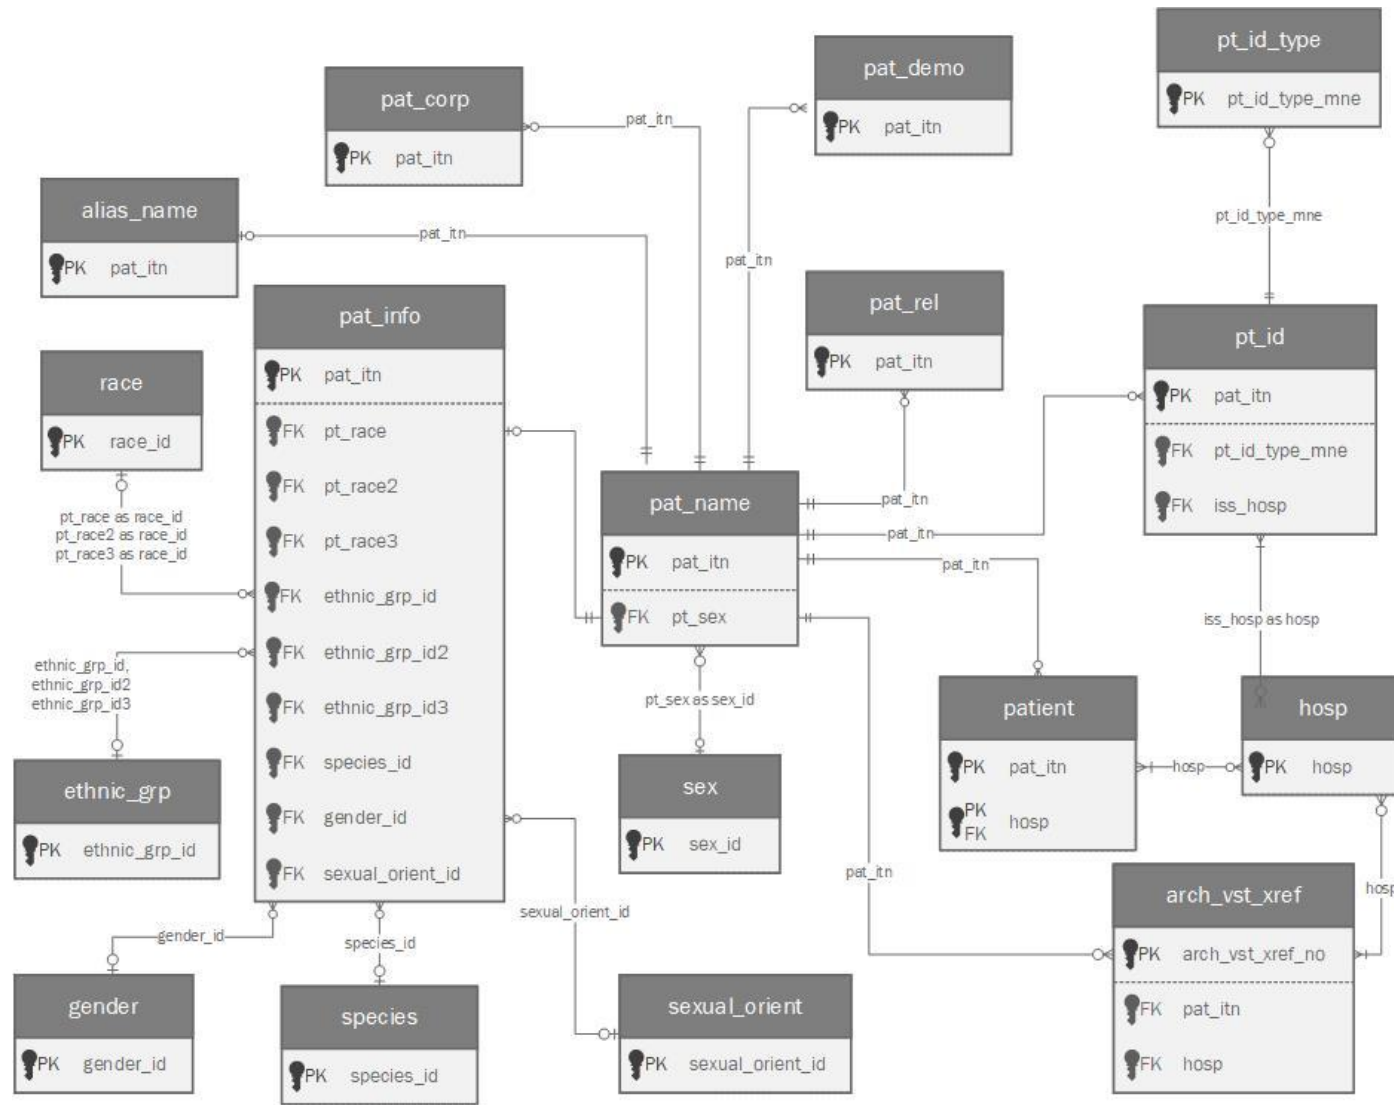 pt_id_type
PK pt_id_type_mne
pat_demo
PK pat_itn
pat_corp
PK pat_itn
pat_itn
alias_name
PK pat_itn
pat_itn
pat_itn
pt_id_type_mne
pat_rel
PK pat_itn
pat_itn
pt_id
PK pat_itn
FK pt_id_type_mne
FK iss_hosp
pat_itn
pat_info
PK pat_itn
FK pt_race
FK pt_race2
FK pt_race3
FK ethnic_grp_id
FK ethnic_grp_id2
FK ethnic_grp_id3
FK species_id
FK gender_id
FK sexual_orient_id
race
PK race_id
pt_race as race_id
pt_race2 as race_id
pt_race3 as race_id
ethnic_grp_id,
ethnic_grp_id2
ethnic_grp_id3
ethnic_grp
PK ethnic_grp_id
pat_name
PK pat_itn
FK pt_sex
pat_itn
pt_sex as sex_id
sex
PK sex_id
iss_hosp as hosp
patient
PK pat_itn
PK
FK hosp
hosp
hosp
PK hosp
pat_itn
hosp
arch_vst_xref
PK arch_vst_xref_no
FK pat_itn
FK hosp
gender_id
species_id
sexual_orient_id
gender
PK gender_id
species
PK species_id
sexual_orient
PK sexual_orient_id